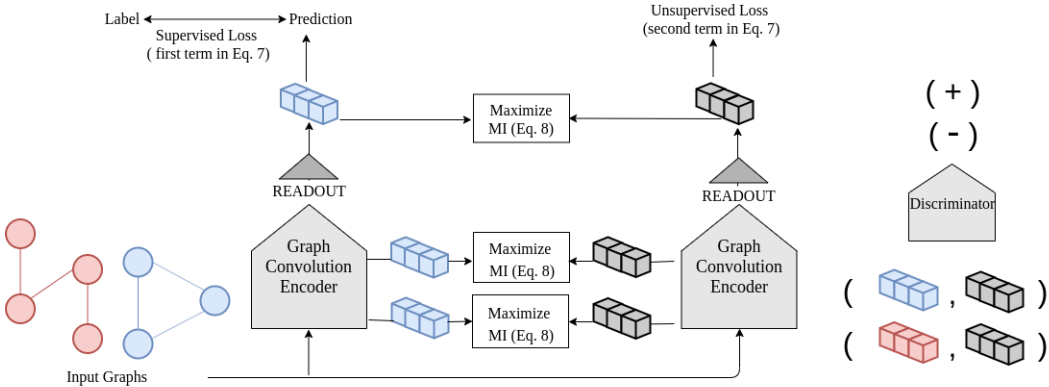 Label
Prediction
Supervised Loss
( first term in Eq. 7)
Unsupervised Loss
(second term in Eq. 7)
Maximize
MI (Eq. 8)
READOUT
READOUT
Graph
Convolution
Encoder
Maximize
MI (Eq. 8)
Maximize
MI (Eq. 8)
Graph
Convolution
Encoder
Input Graphs
( + )
( - )
Discriminator
( , )
( , )